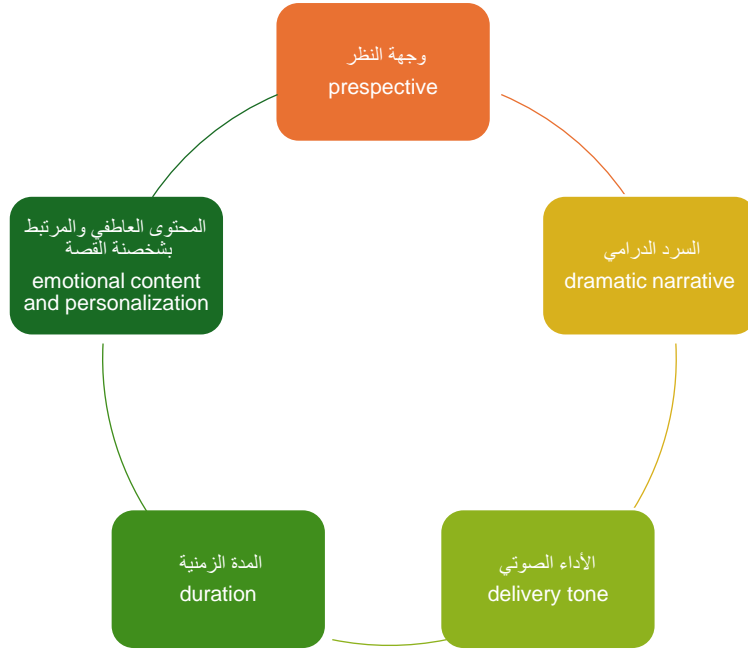 وجهة النظر
prespective
السرد الدرامي
dramatic narrative
الأداء الصوتي
delivery tone
المدة الزمنية
duration
المحتوى العاطفي والمرتبط
بشخصنة القصة
emotional content
and personalization